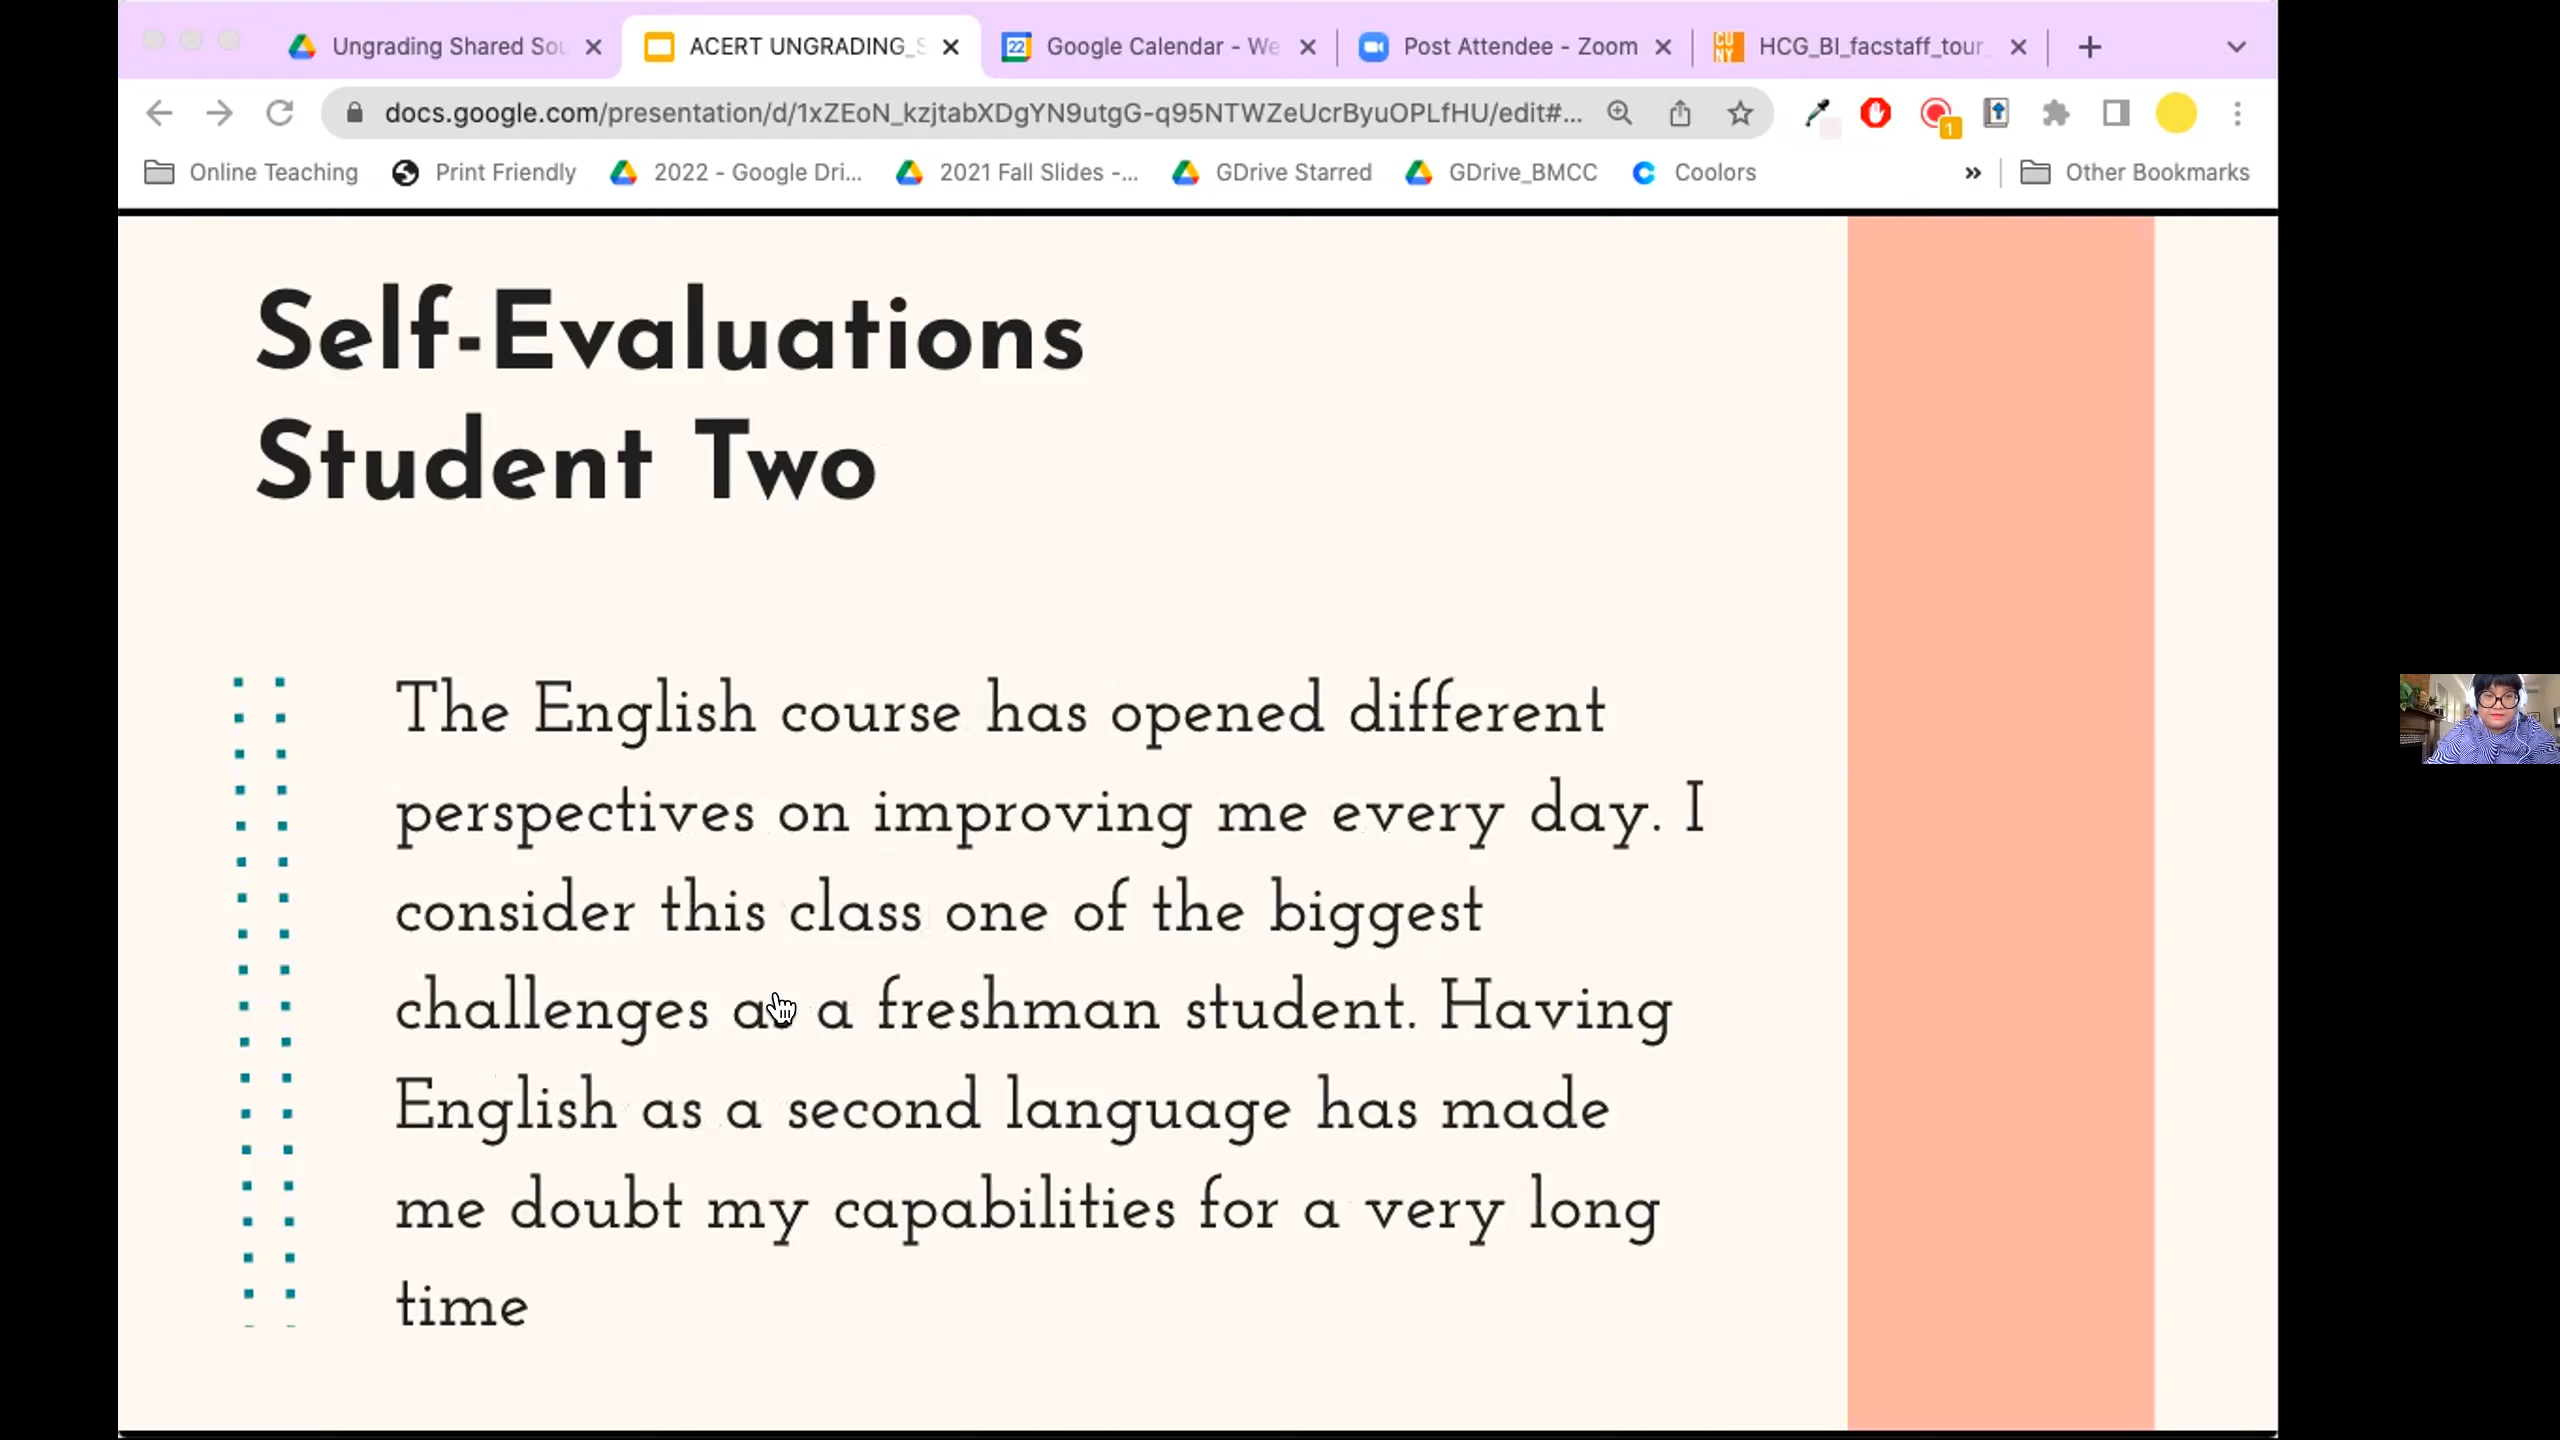 Ungrading Shared Sou
ACERT UNGRADING_S
Google Calendar - We
Post Attendee - Zoom
HCG_BI_facstaff_tour_
docs.google.com/presentation/d/1xZEoN_kzjtabXDgYN9utgG-q95NTWZeUcrByuOPLfHU/edit#...
Online Teaching
Print Friendly
2022 - Google Dri...
2021 Fall Slides -...
GDrive Starred
GDrive_BMCC
Coolors
»
Other Bookmarks
Self-Evaluations
Student Two
The English course has opened different
perspectives on improving me every day. I
consider this class one of the biggest
challenges as a freshman student. Having
English as a second language has made
me doubt my capabilities for a very long
time